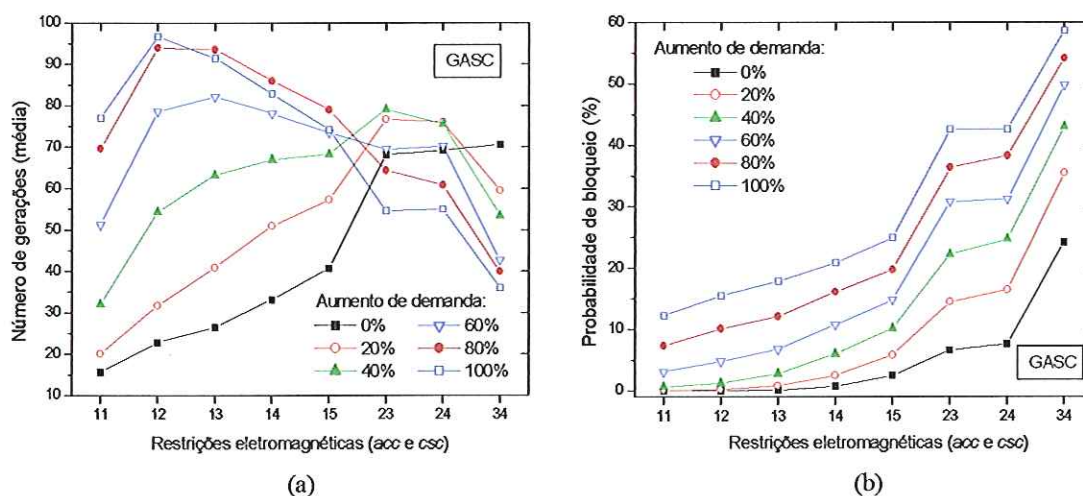 Número de gerações (média)
100
90
80
70
60
50
40
30
20
10
GASC
Aumento de demanda:
0%
20%
40%
60%
80%
100%
11 12 13 14 15 23 24 34
Restrições eletromagnéticas (acc e csc)
(a)
Probabilidade de bloqueio (%)
60
50
40
30
20
10
0
Aumento de demanda:
0%
20%
40%
60%
80%
100%
GASC
11 12 13 14 15 23 24 34
Restrições eletromagnéticas (acc e csc)
(b)